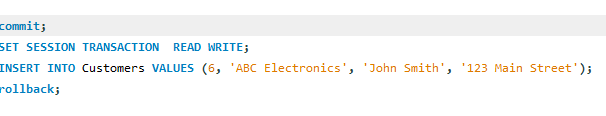 commit;
SET SESSION TRANSACTION  READ WRITE;
INSERT INTO Customers VALUES (6, 'ABC Electronics', 'John Smith', '123 Main Street');
rollback;